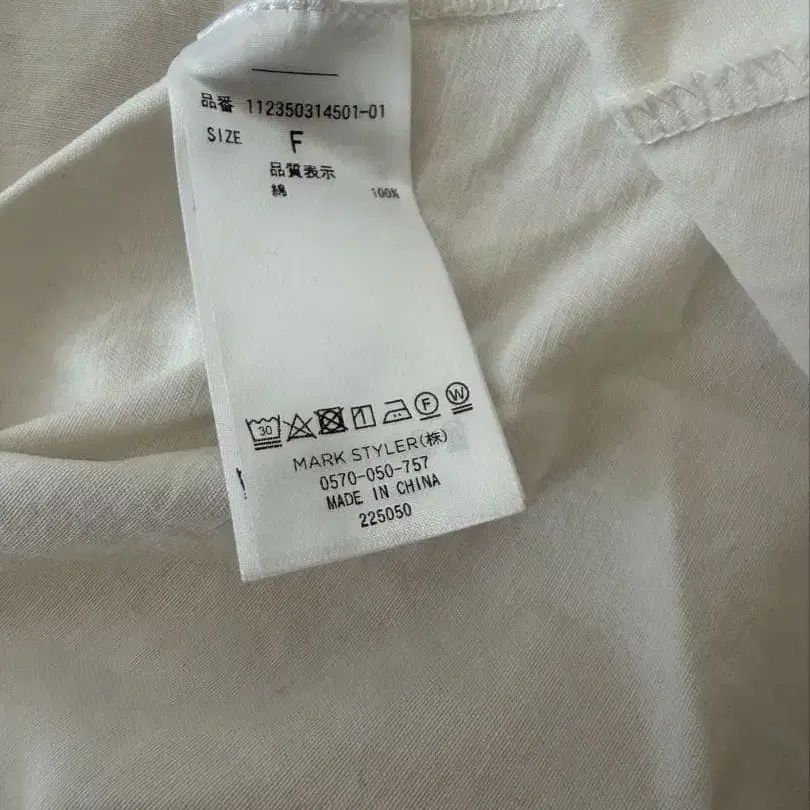 品番 112350314501-01
SIZE F
品質表示
綿 100%
30 F W
MARK STYLER(株)
0570-050-757
MADE IN CHINA
225050